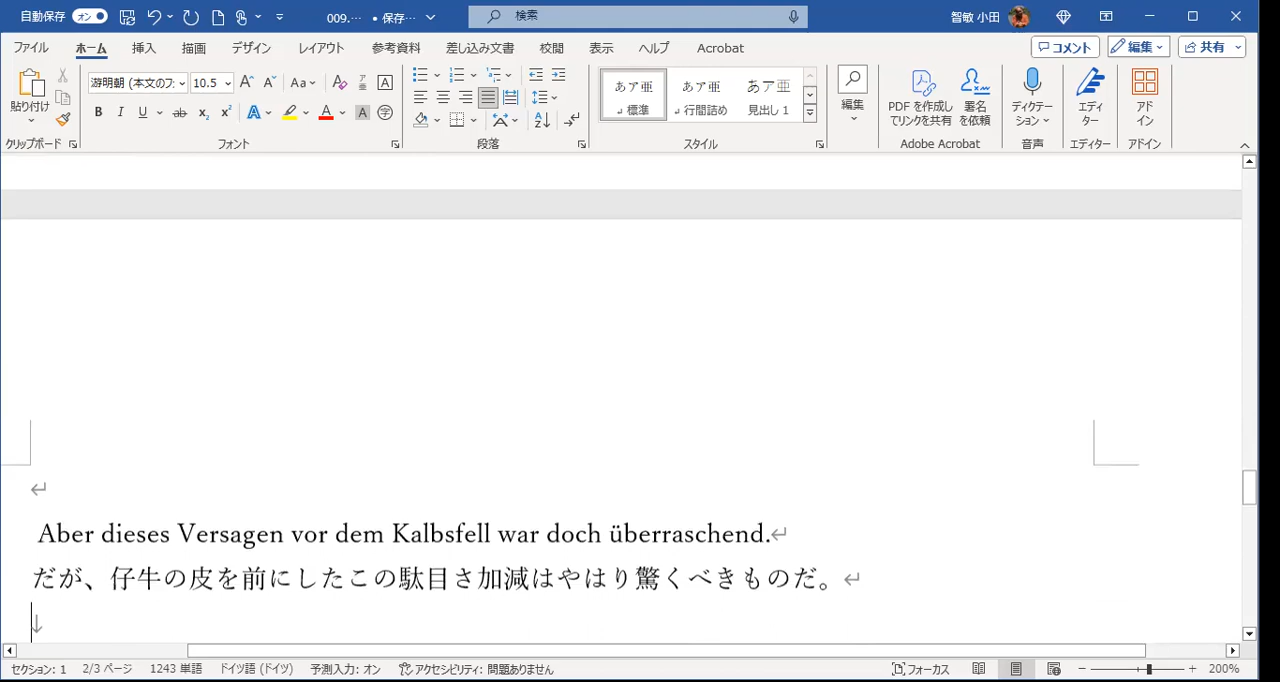 自動保存 オン 009.… • 保存… 検索 智敏 小田
ファイル ホーム 挿入 描画 デザイン レイアウト 参考資料 差し込み文書 校閲 表示 ヘルプ Acrobat コメント 編集 共有
貼り付け
クリップボード
游明朝 (本文のフ 10.5 Aa
B I U ab x₂ x² A A A 字
フォント
段落
あア亜 あア亜 あア亜
標準 行間詰め 見出し 1
スタイル
編集
PDF を作成し
てリンクを共有
署名
を依頼
Adobe Acrobat
ディクテー
ション
音声
エディ
ター
エディター
アド
イン
アドイン
Aber dieses Versagen vor dem Kalbsfell war doch überraschend.
だが、仔牛の皮を前にしたこの駄目さ加減はやはり驚くべきものだ。
セクション: 1 2/3 ページ 1243 単語 ドイツ語 (ドイツ) 予測入力: オン アクセシビリティ: 問題ありません フォーカス 200%